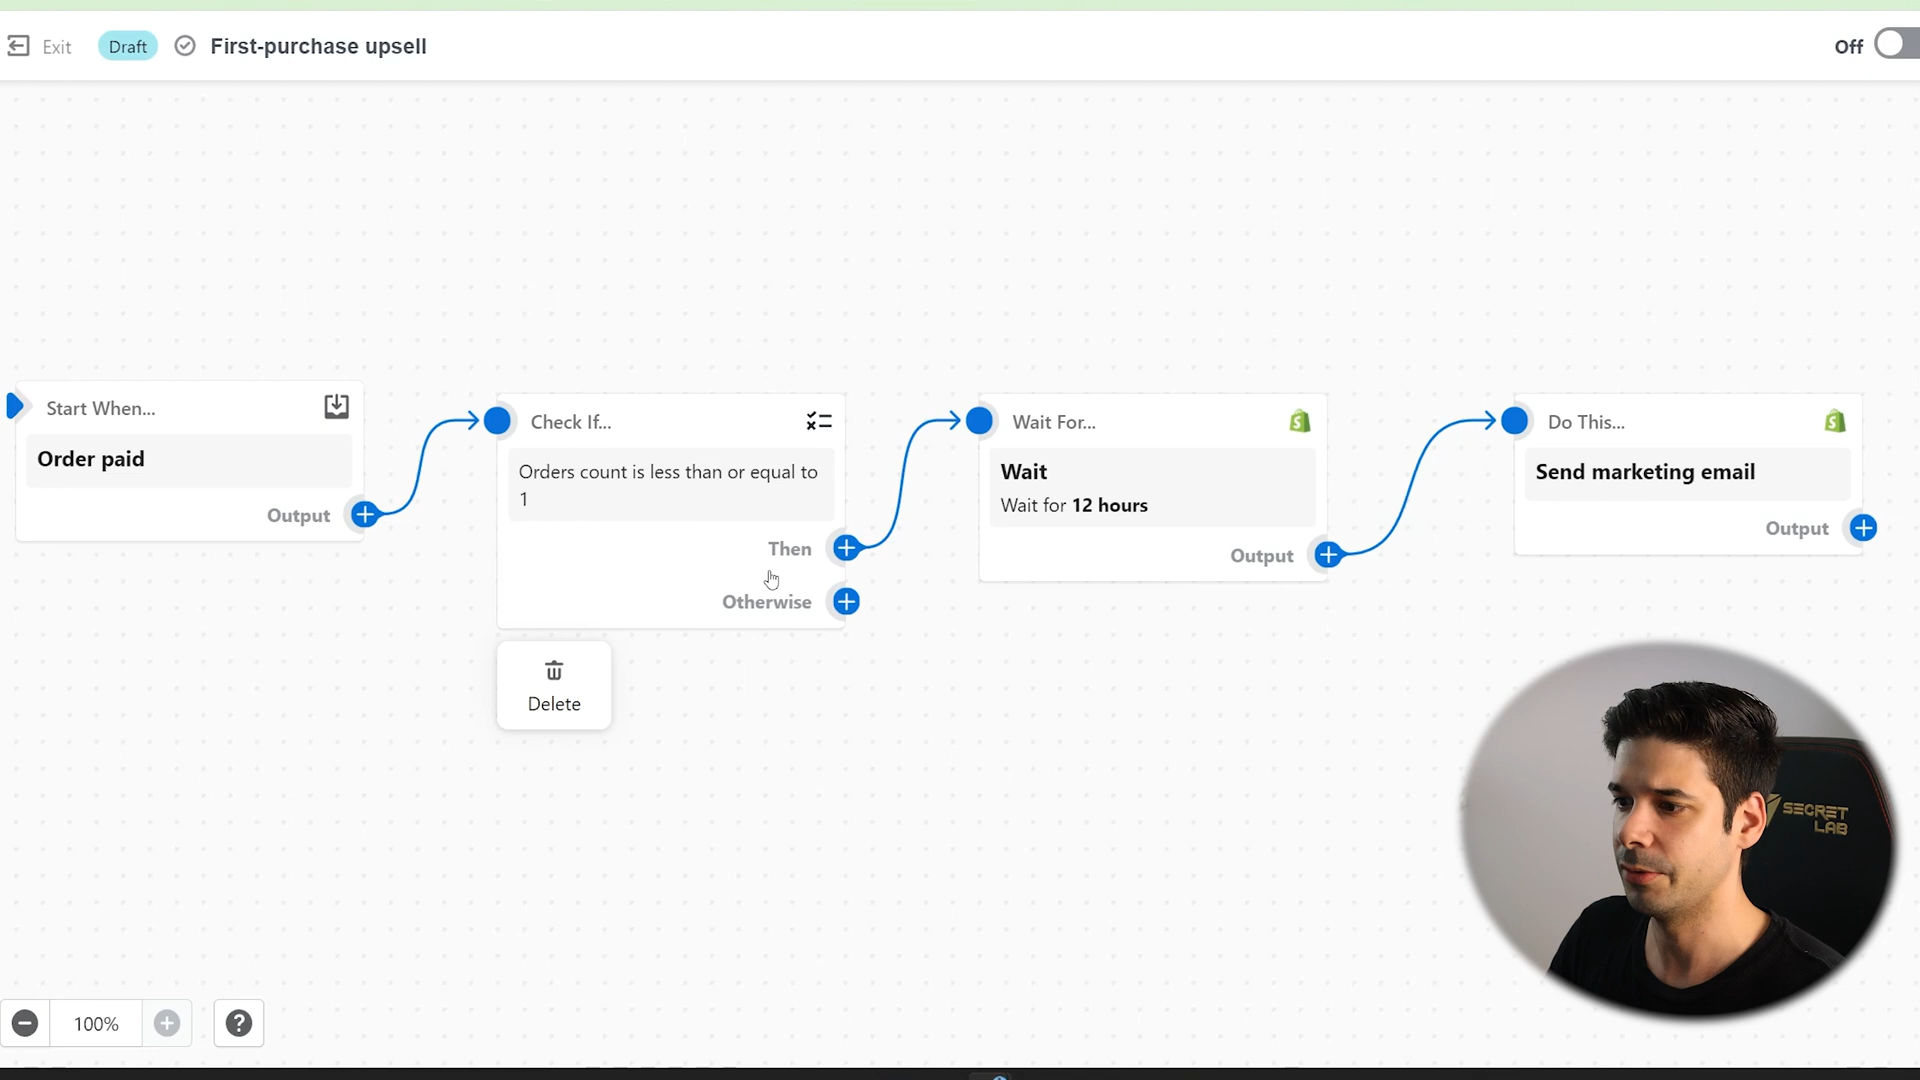 Exit
Draft
First-purchase upsell
Off
Start When...
Order paid
Output
Check If...
Orders count is less than or equal to
1
Then
Otherwise
Delete
Wait For...
Wait
Wait for 12 hours
Output
Do This...
Send marketing email
Output
SECRET
LAB
100%